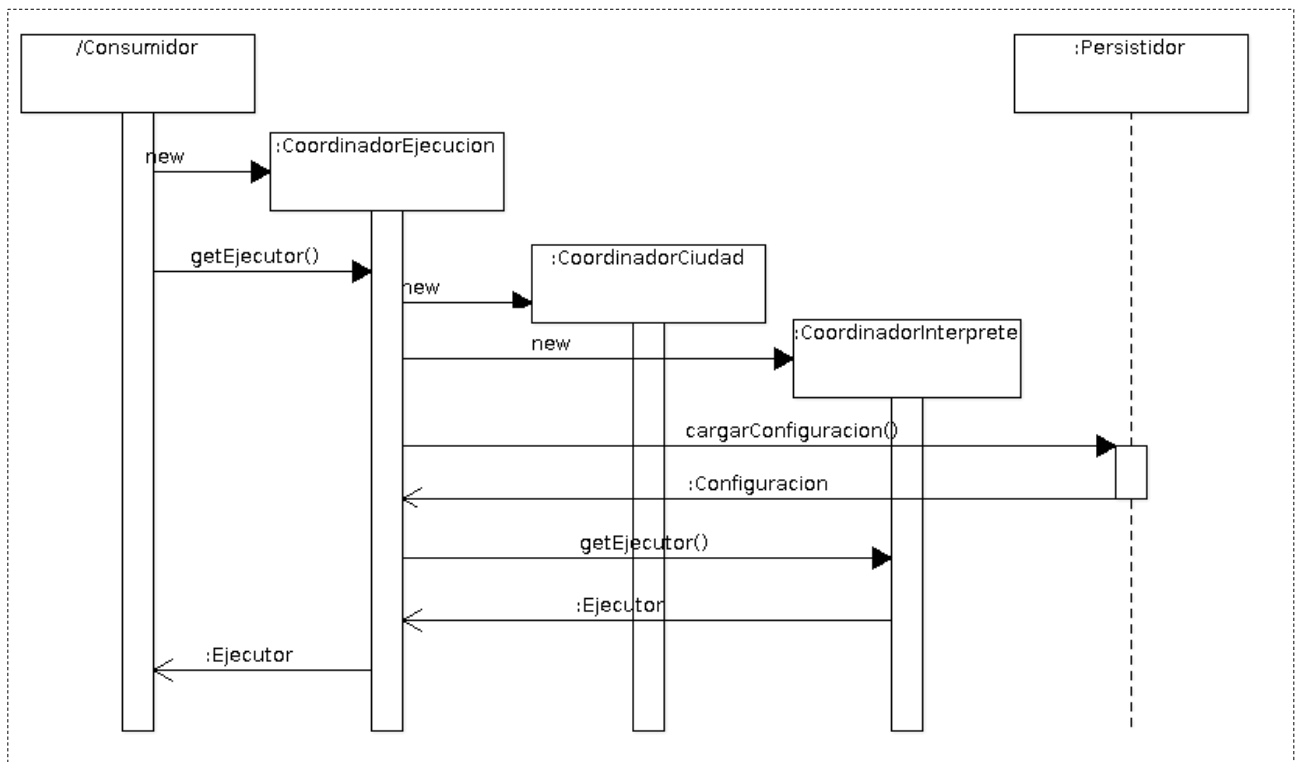 /Consumidor
:Persistidor
:CoordinadorEjecucion
new
getEjecutor()
:CoordinadorCiudad
new
:CoordinadorInterprete
new
cargarConfiguracion()
:Configuracion
getEjecutor()
:Ejecutor
:Ejecutor